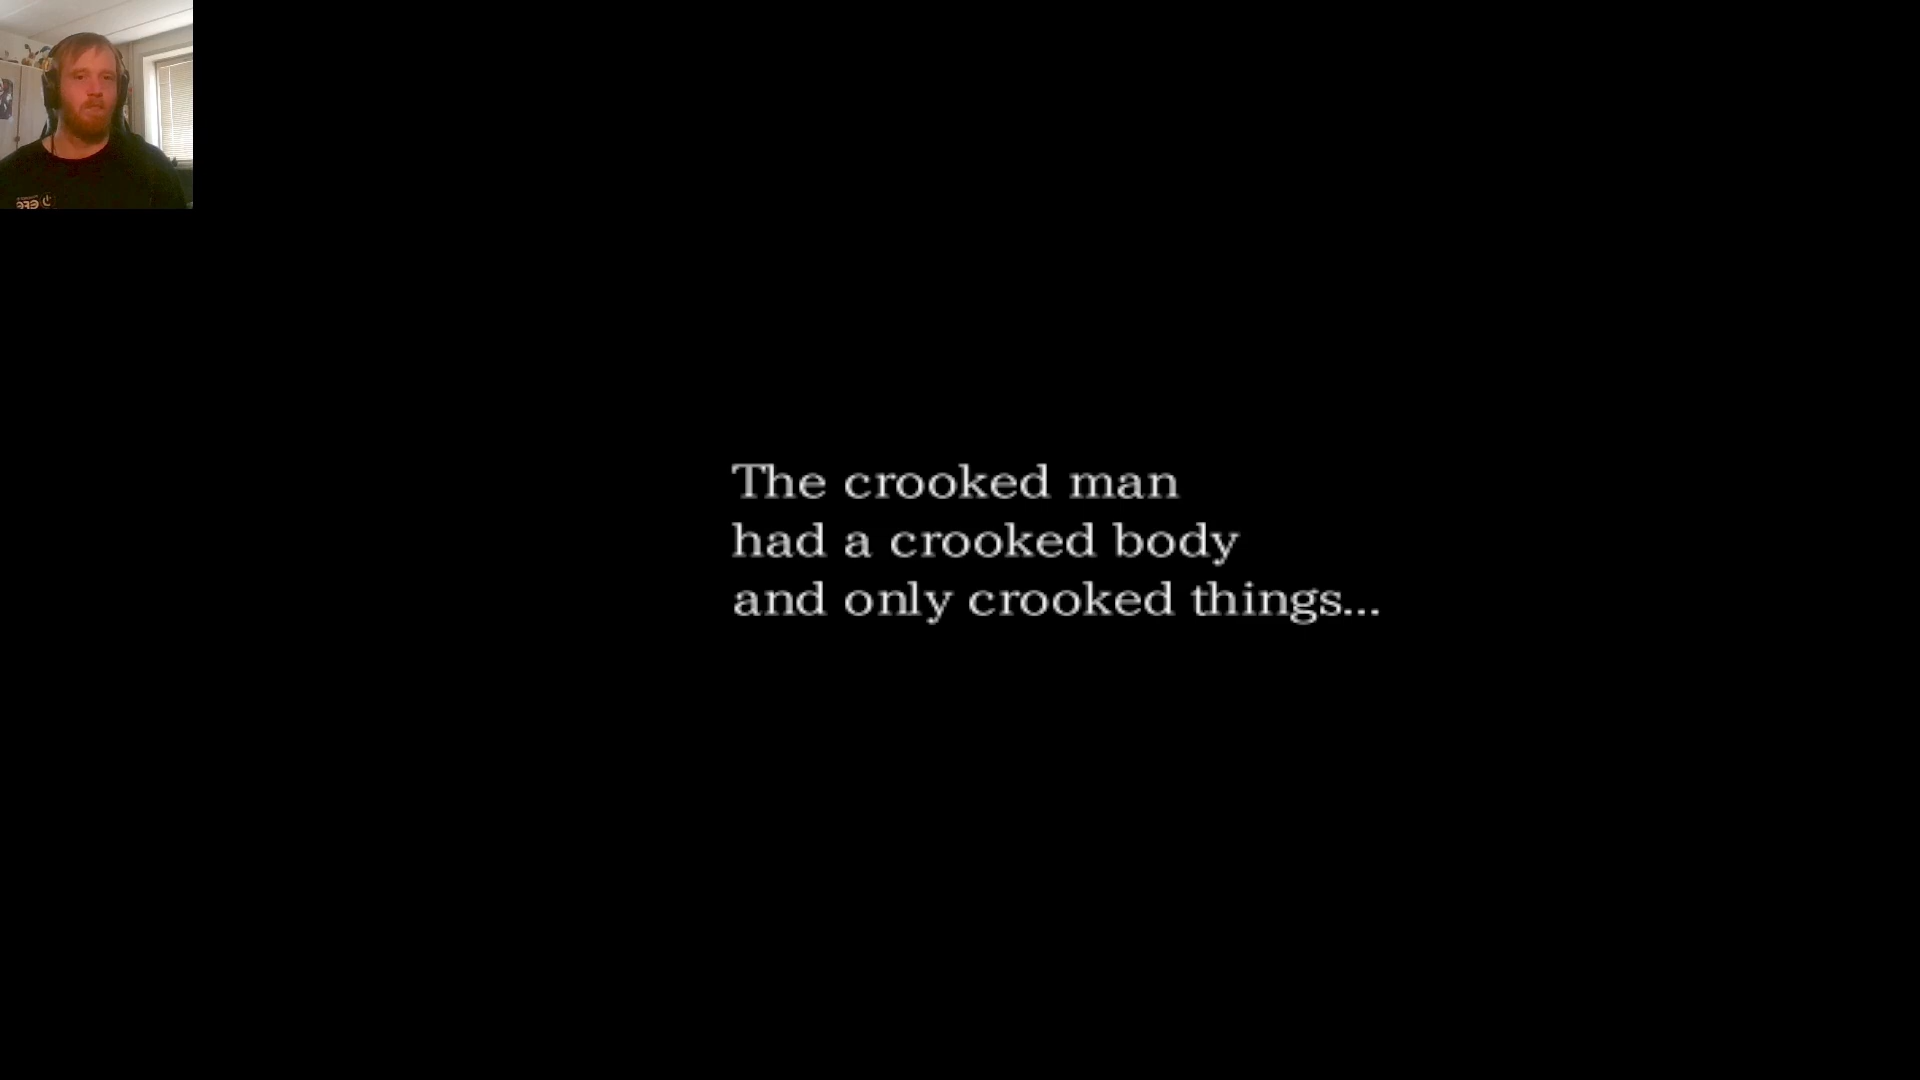 The crooked man
had a crooked body
and only crooked things...